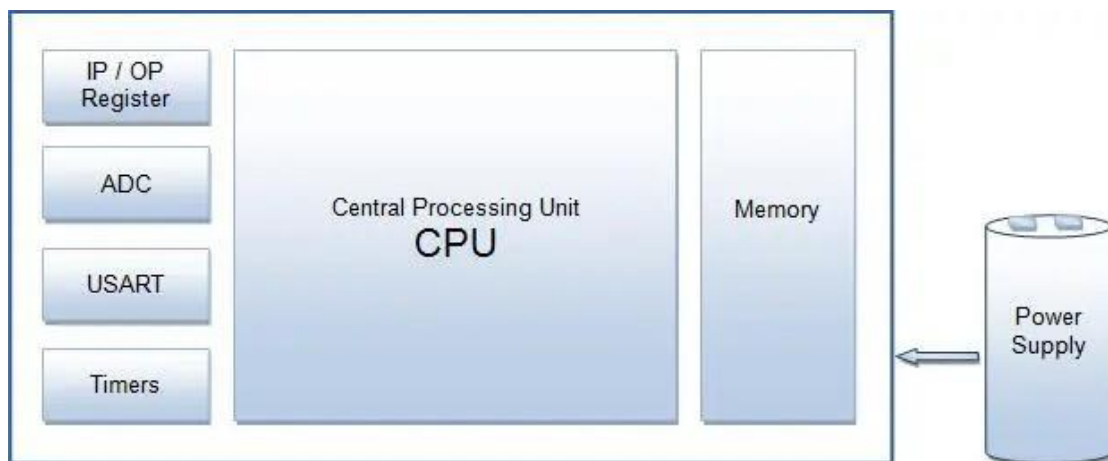 IP / OP
Register
ADC
USART
Timers
Central Processing Unit
CPU
Memory
Power
Supply